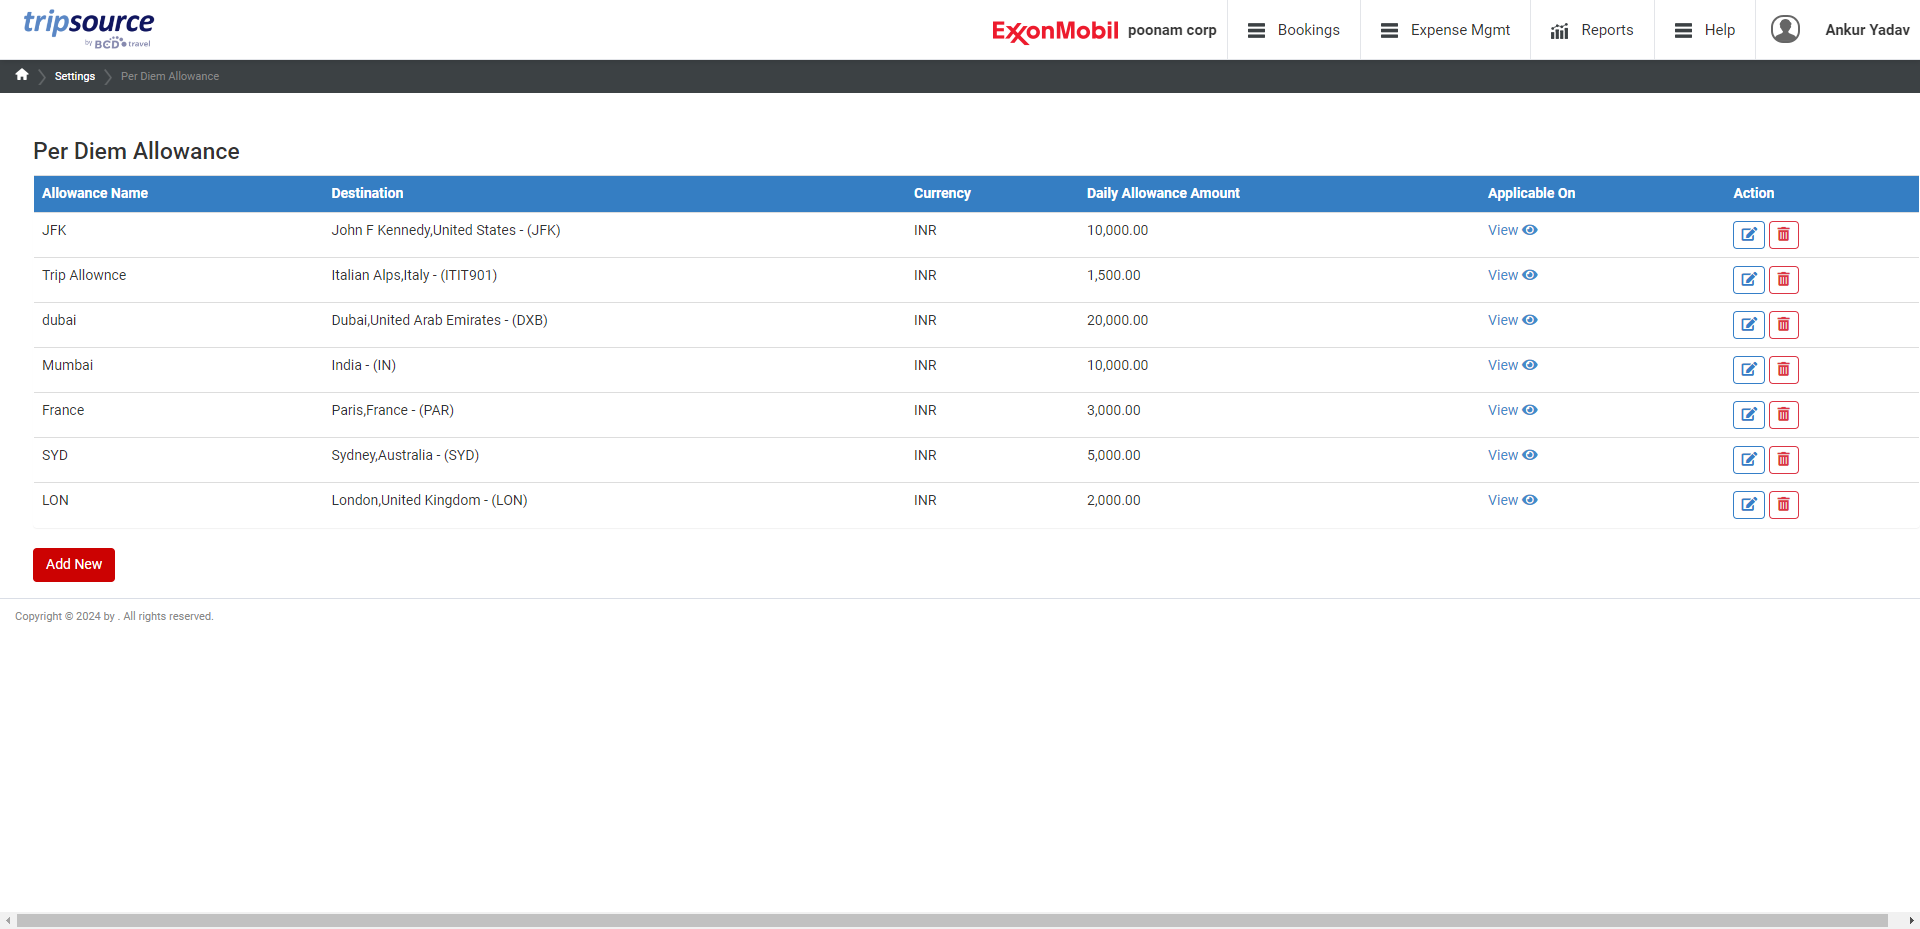 tripsource
by BCD travel
ExxonMobil poonam corp Bookings Expense Mgmt Reports Help Ankur Yadav
Settings Per Diem Allowance
Per Diem Allowance
Allowance Name Destination Currency Daily Allowance Amount Applicable On Action
JFK John F Kennedy,United States - (JFK) INR 10,000.00 View
Trip Allownce Italian Alps,Italy - (ITIT901) INR 1,500.00 View
dubai Dubai,United Arab Emirates - (DXB) INR 20,000.00 View
Mumbai India - (IN) INR 10,000.00 View
France Paris,France - (PAR) INR 3,000.00 View
SYD Sydney,Australia - (SYD) INR 5,000.00 View
LON London,United Kingdom - (LON) INR 2,000.00 View
Add New
Copyright © 2024 by . All rights reserved.